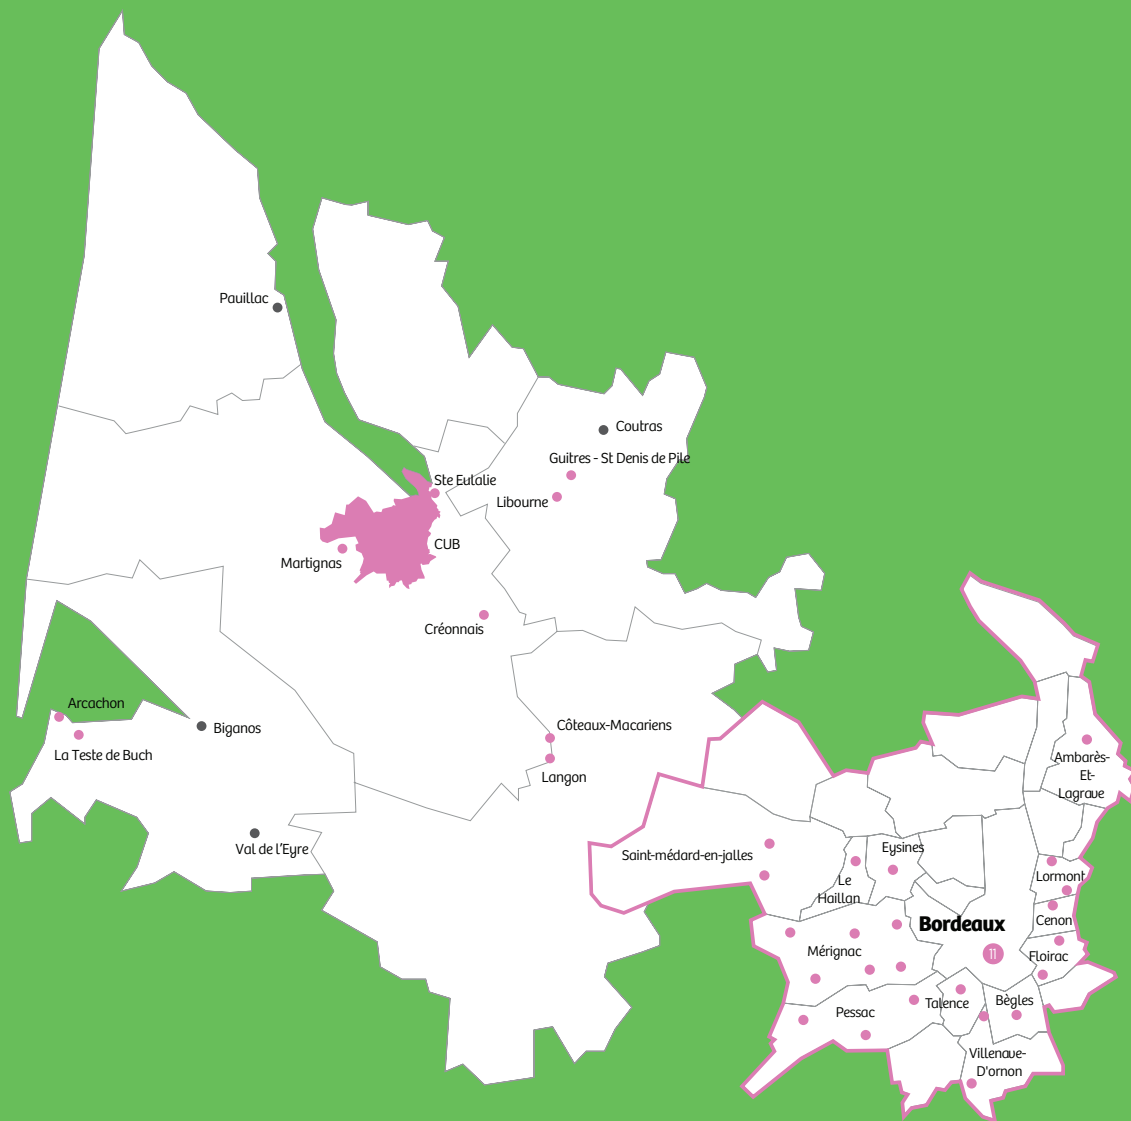 Pauillac
Coutras
Guitres - St Denis de Pile
Ste Eulalie
Libourne
CUB
Martignas
Créonnais
Arcachon
Biganos
Côteaux-Macariens
La Teste de Buch
Langon
Ambarès-
Et-
Lagrave
Val de l'Eyre
Saint-médard-en-jalles
Eysines
Le
Haillan
Lormont
Cenon
Bordeaux
Mérignac
11
Floirac
Talence
Bègles
Pessac
Villenave-
D'ornon